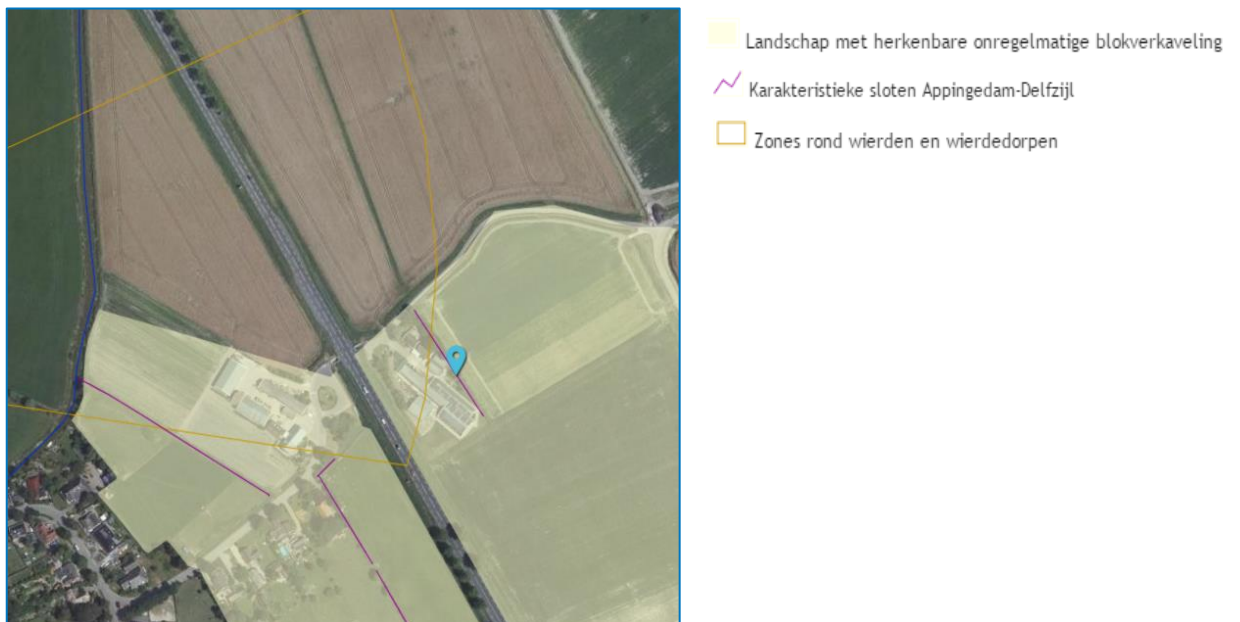 Landschap met herkenbare onregelmatige blokverkaveling
Karakteristieke sloten Appingedam-Delfzijl
Zones rond wierden en wierdedorpen